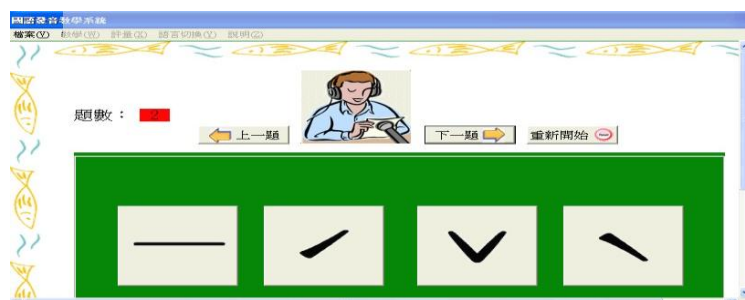 國語發音教學系統
檔案(Y) 教學(W) 評量(X) 語言切換(V) 說明(Z)
題數： 2
上一題 下一題 重新開始
ˉ ˊ ˇ ˋ